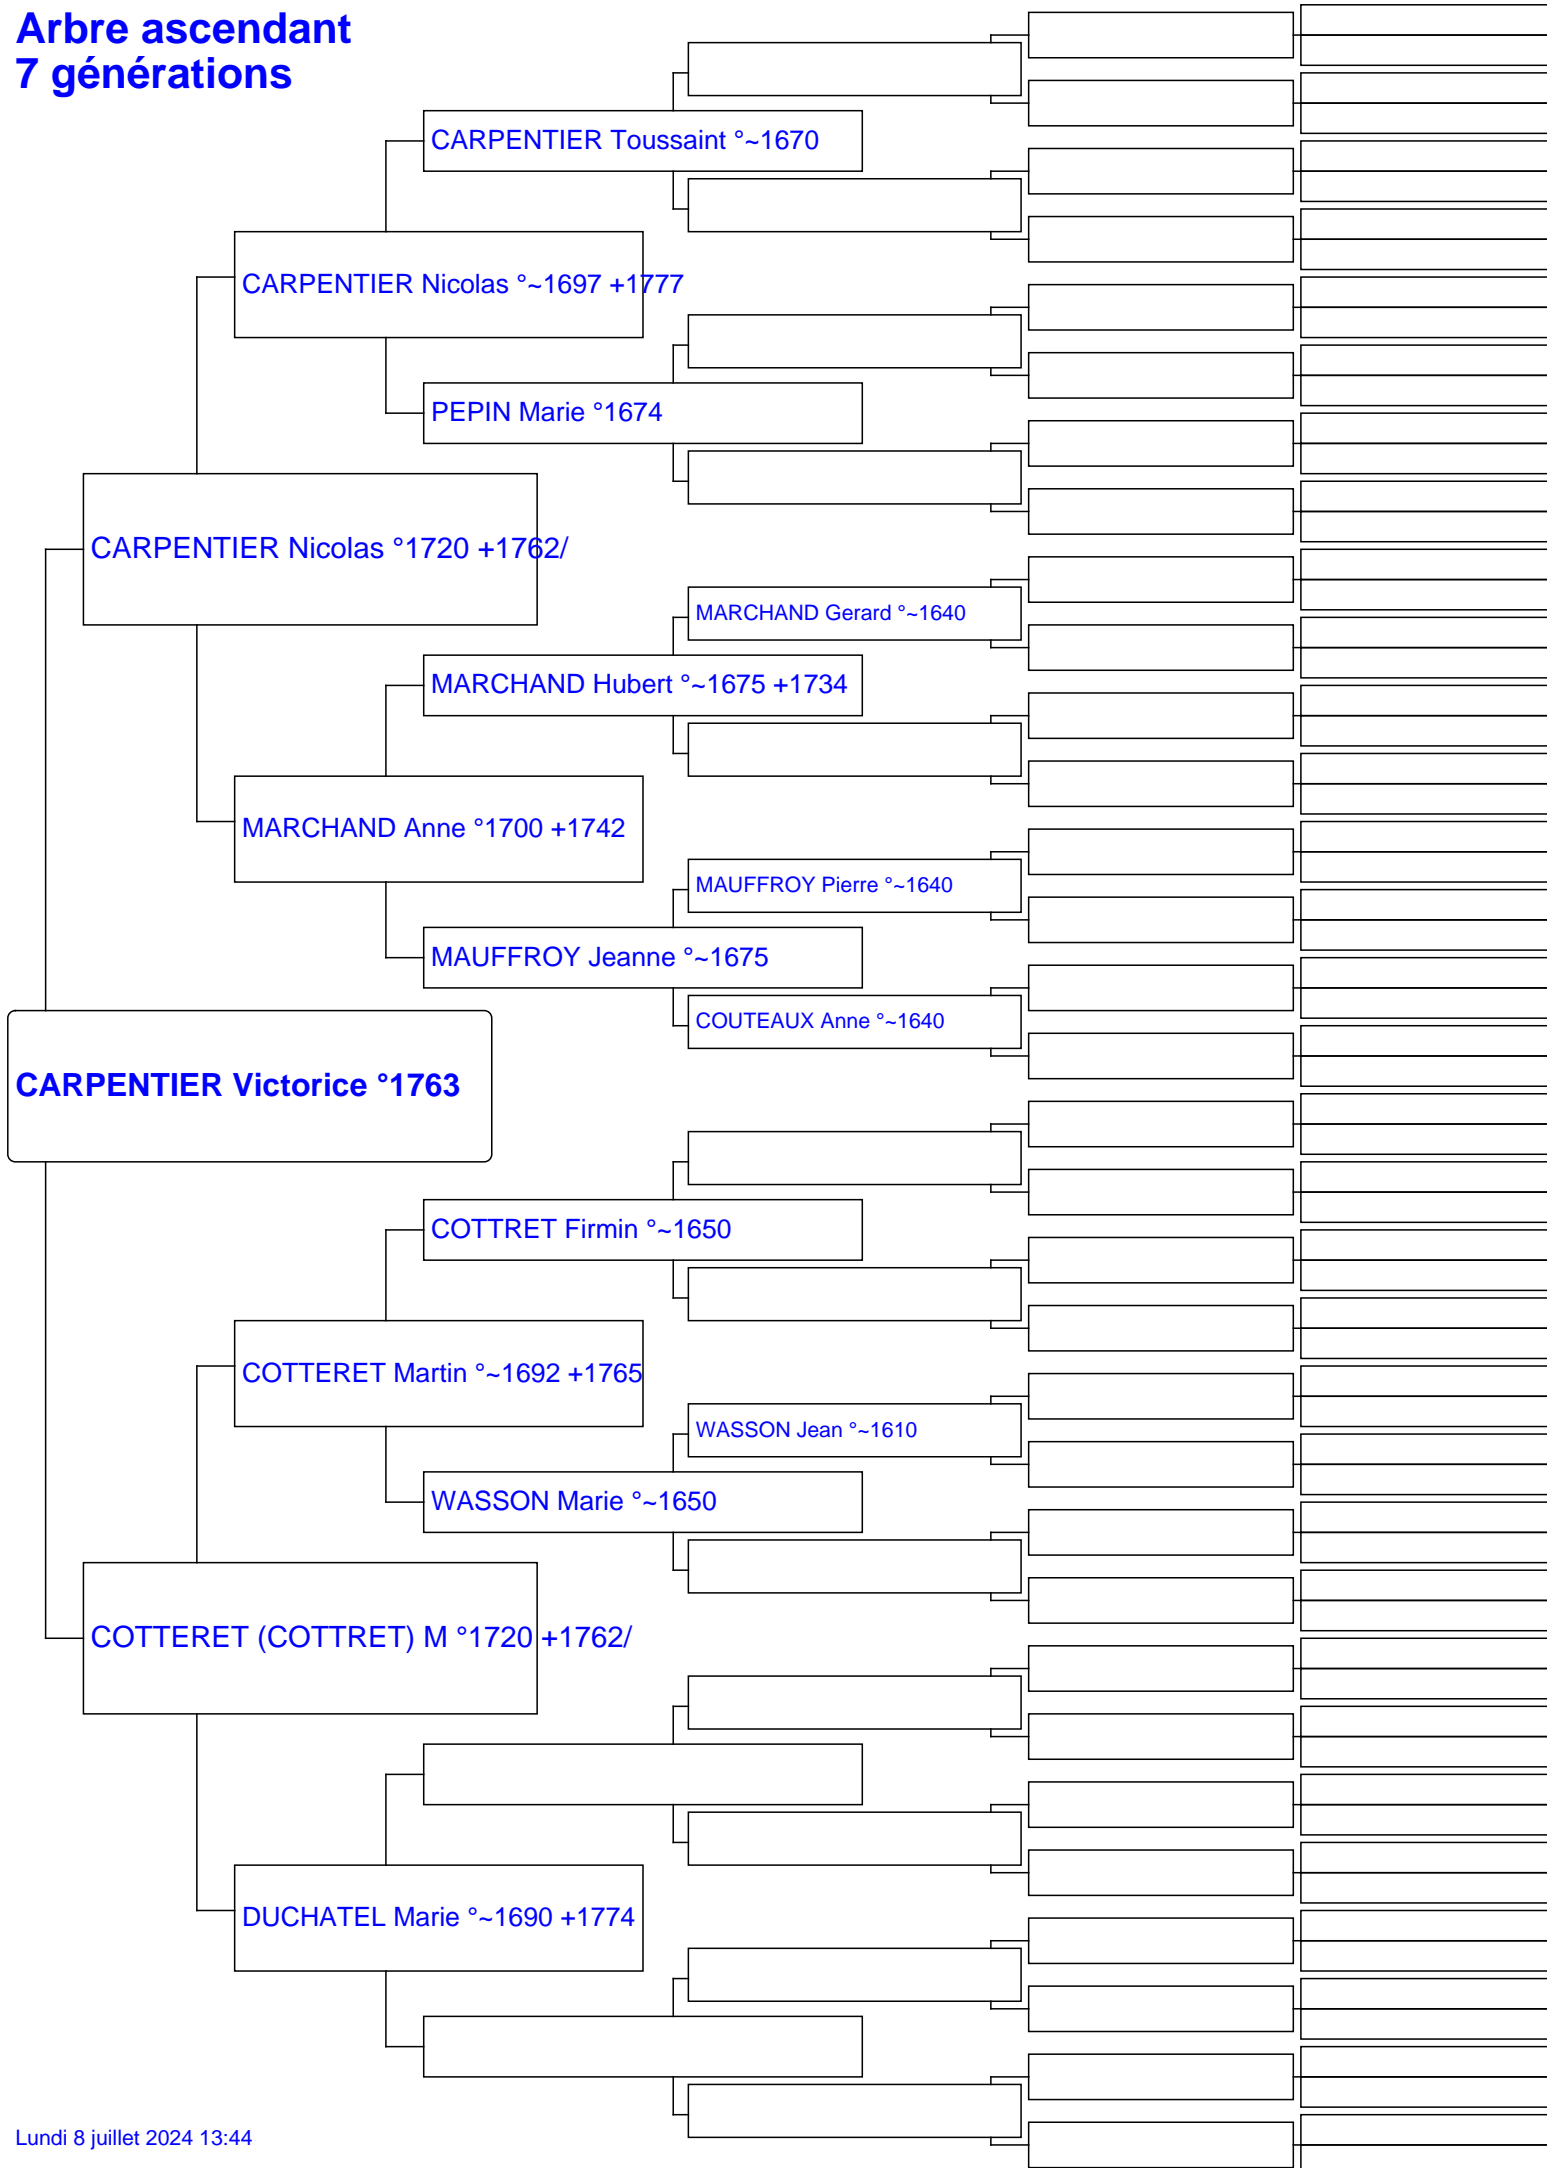 Arbre ascendant
7 générations
CARPENTIER Toussaint °~1670
CARPENTIER Nicolas °~1697 +1777
PEPIN Marie °1674
CARPENTIER Nicolas °1720 +1762/
MARCHAND Gerard °~1640
MARCHAND Hubert °~1675 +1734
MARCHAND Anne °1700 +1742
MAUFFROY Pierre °~1640
MAUFFROY Jeanne °~1675
COUTEAUX Anne °~1640
CARPENTIER Victorice °1763
COTTRET Firmin °~1650
COTTERET Martin °~1692 +1765
WASSON Jean °~1610
WASSON Marie °~1650
COTTERET (COTTRET) M °1720 +1762/
DUCHATEL Marie °~1690 +1774
Lundi 8 juillet 2024 13:44